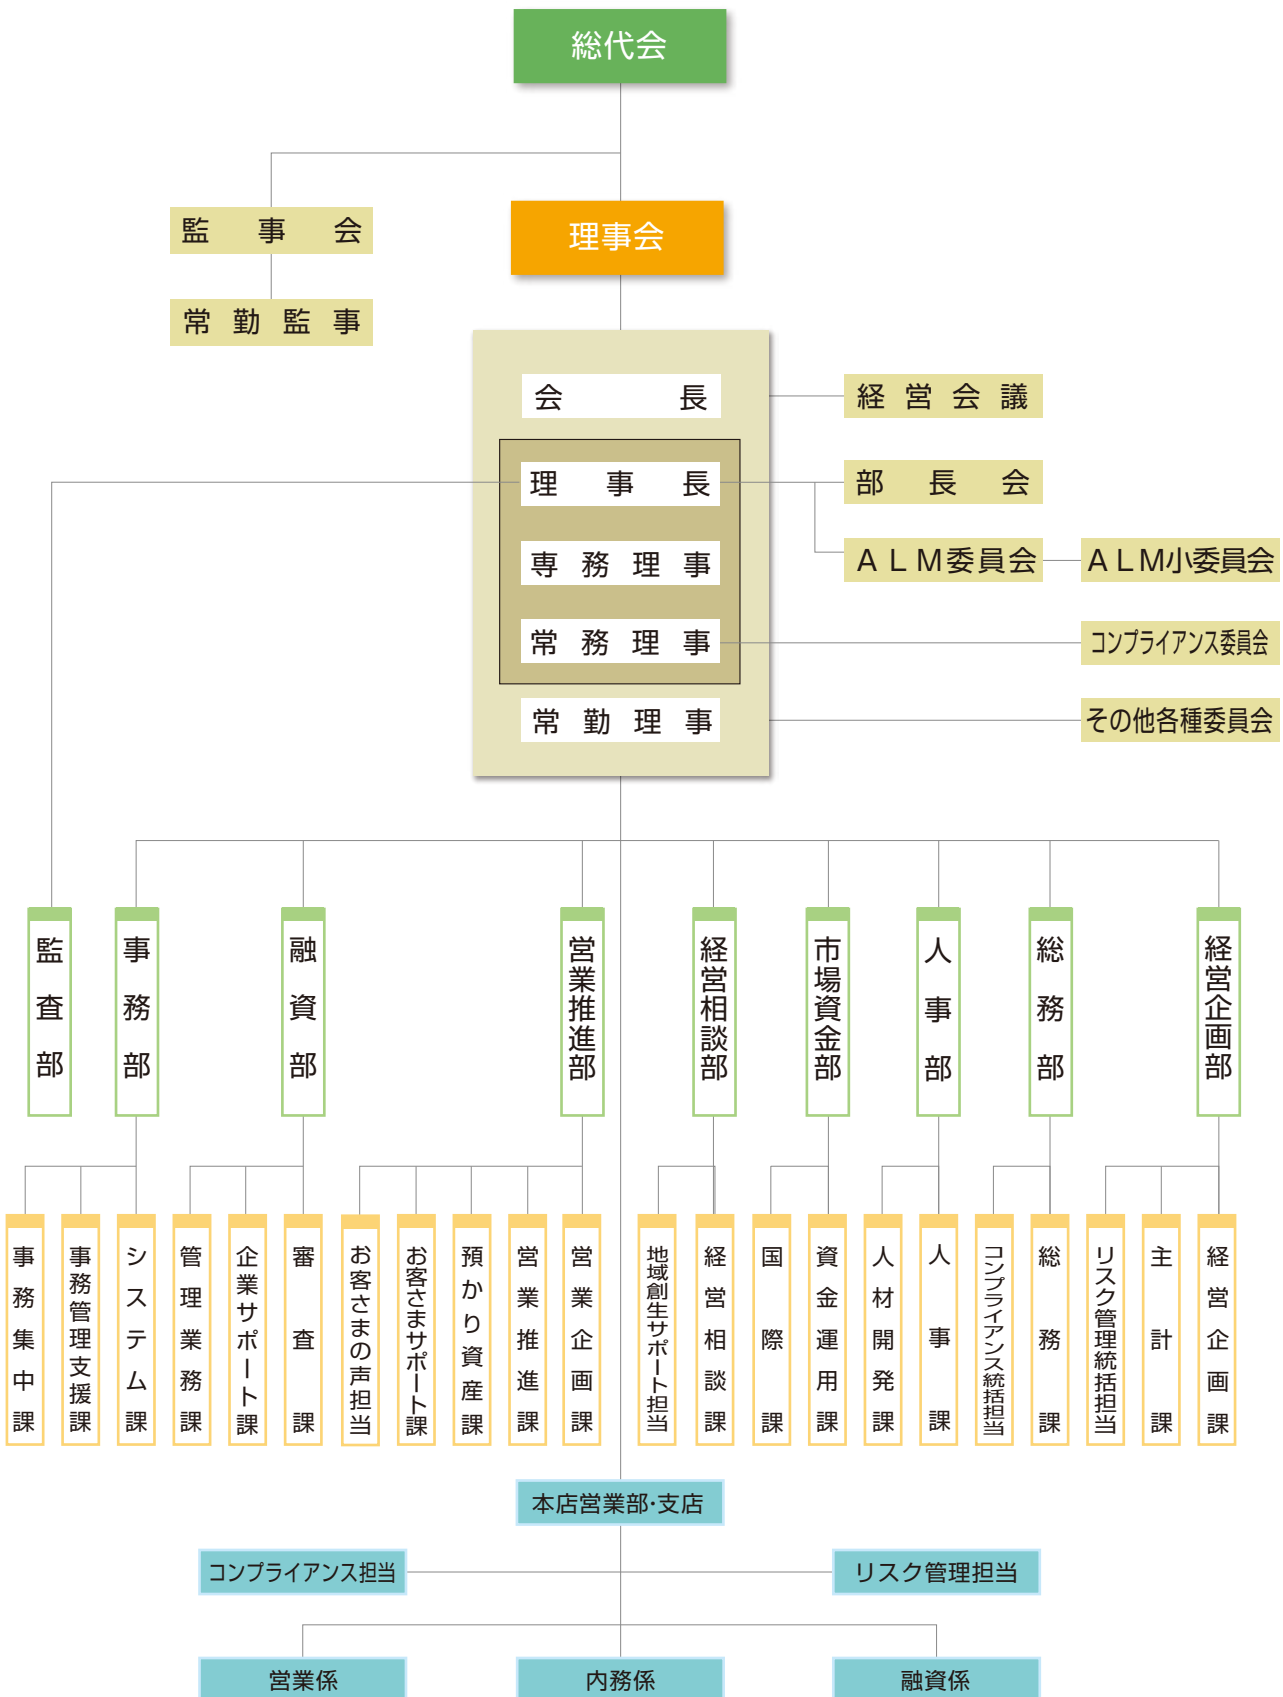 総代会
監事会
理事会
常勤監事
会長
経営会議
理事長
部長会
専務理事
ＡＬＭ委員会
ＡＬＭ小委員会
常務理事
コンプライアンス委員会
常勤理事
その他各種委員会
監査部
事務部
融資部
営業推進部
経営相談部
市場資金部
人事部
総務部
経営企画部
事務集中課
事務管理支援課
システム課
管理業務課
企業サポート課
審査課
お客さまの声担当
お客さまサポート課
預かり資産課
営業推進課
営業企画課
地域創生サポート担当
経営相談課
国際課
資金運用課
人材開発課
人事課
コンプライアンス統括担当
総務課
リスク管理統括担当
主計課
経営企画課
本店営業部・支店
コンプライアンス担当
リスク管理担当
営業係
内務係
融資係